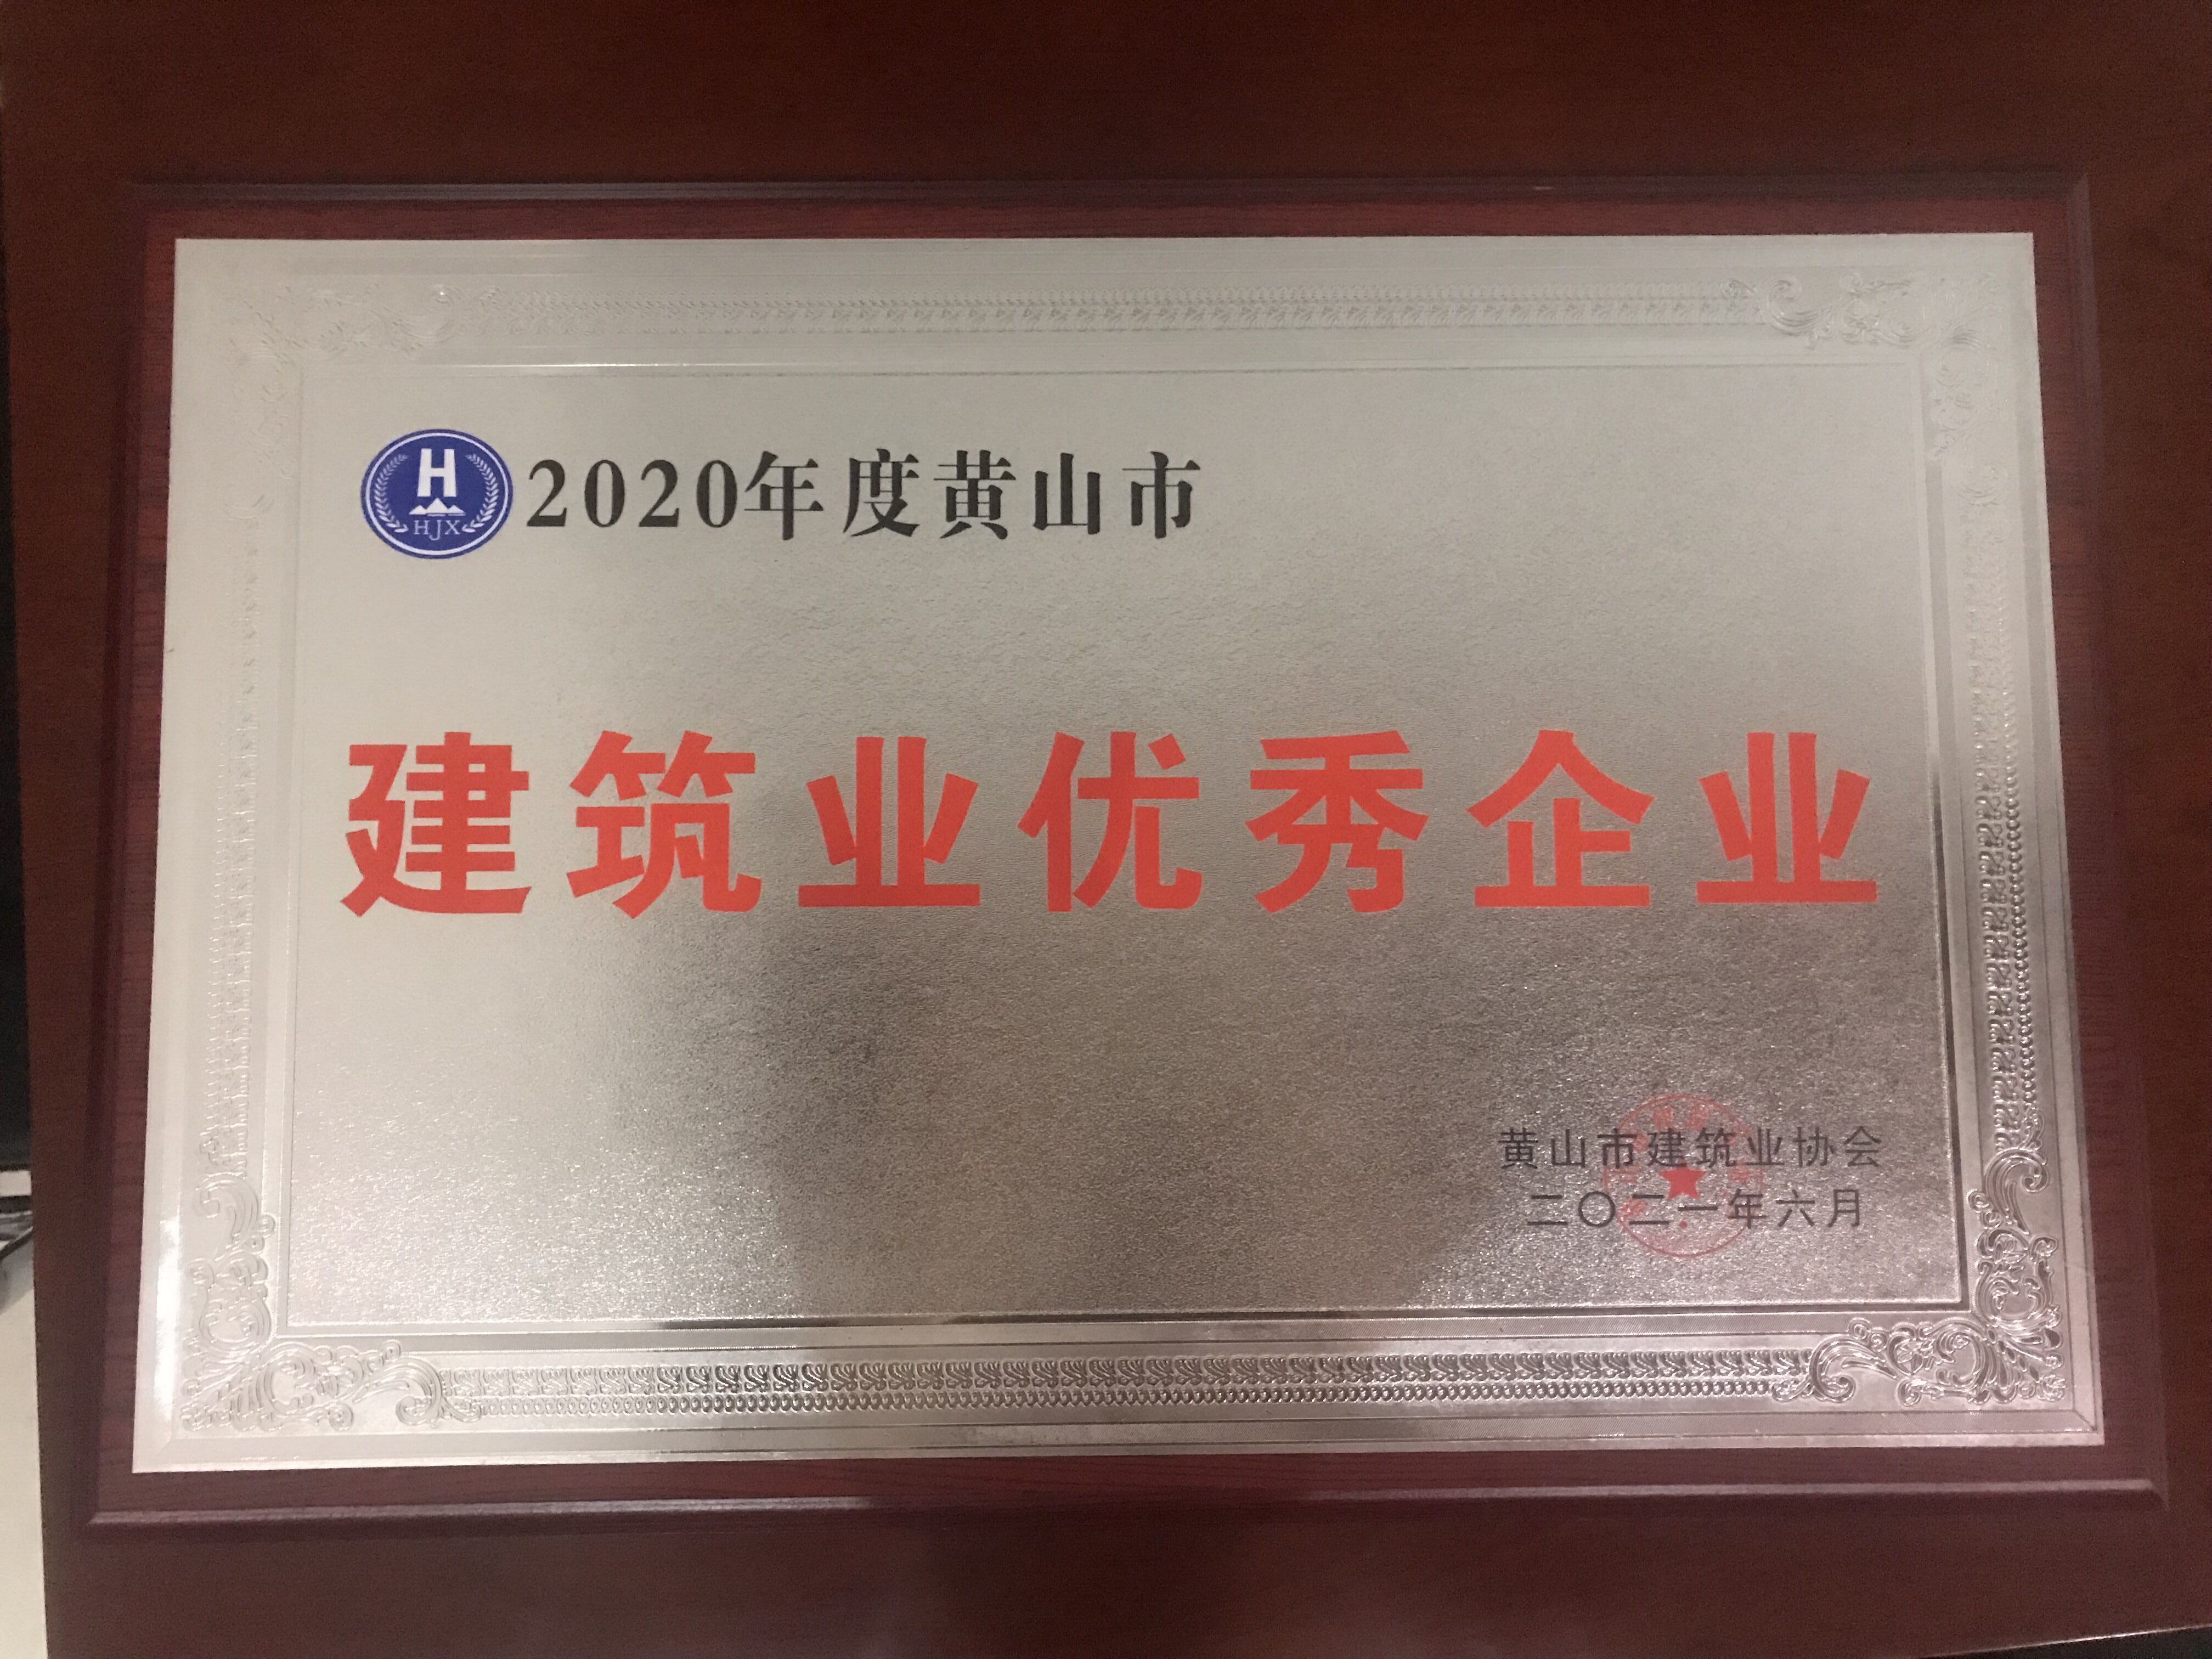 HJX
2020年度黄山市
建筑业优秀企业
黄山市建筑业协会
二〇二一年六月